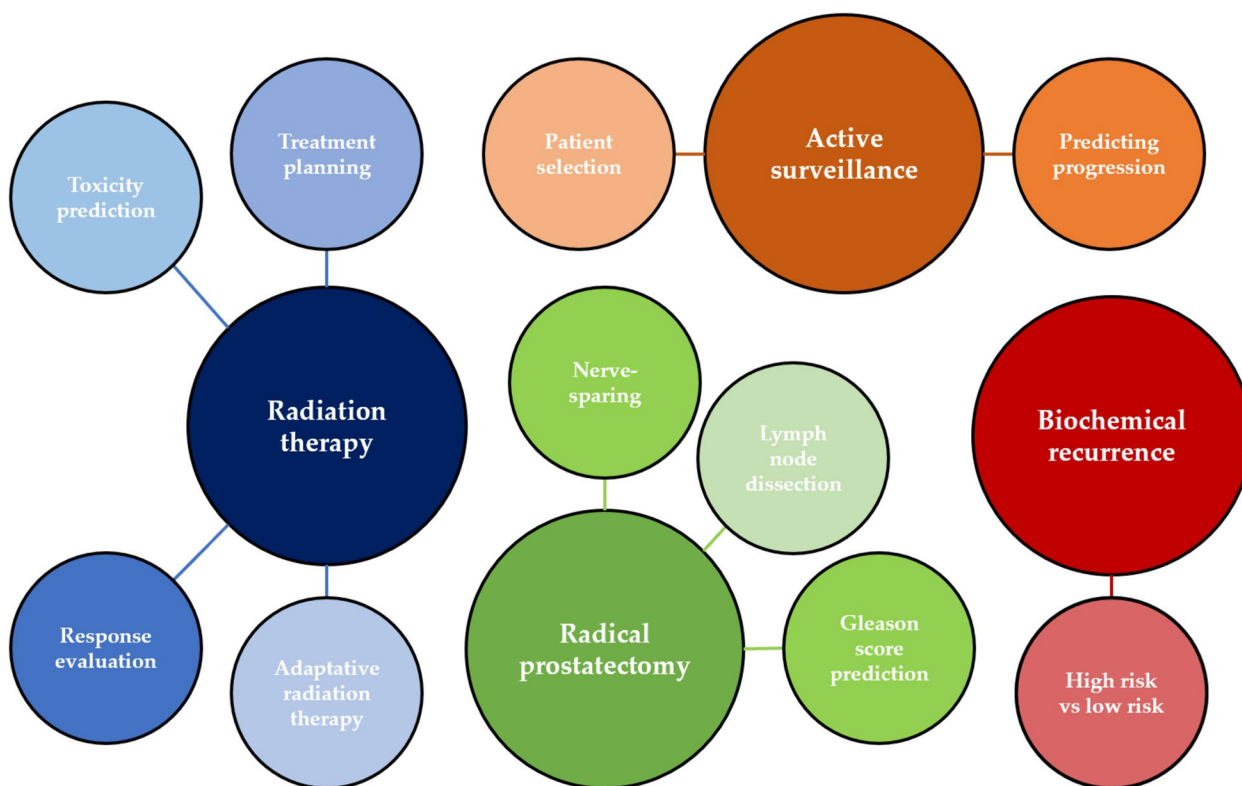 Toxicity
prediction
Treatment
planning
Radiation
therapy
Response
evaluation
Adaptative
radiation
therapy
Patient
selection
Active
surveillance
Predicting
progression
Nerve-
sparing
Lymph
node
dissection
Radical
prostatectomy
Gleason
score
prediction
Biochemical
recurrence
High risk
vs low risk